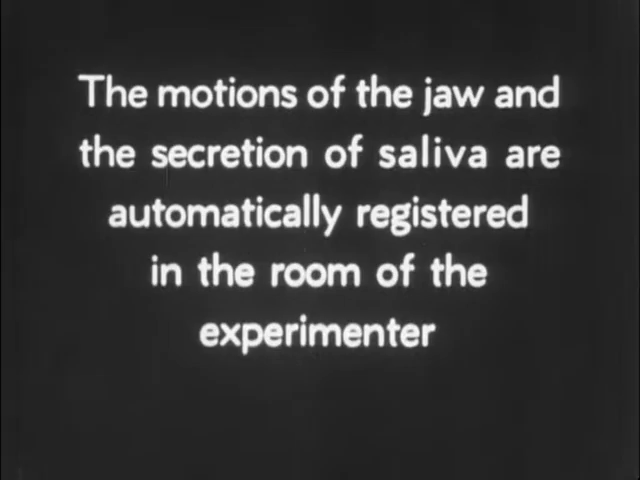 The motions of the jaw and
the secretion of saliva are
automatically registered
in the room of the
experimenter